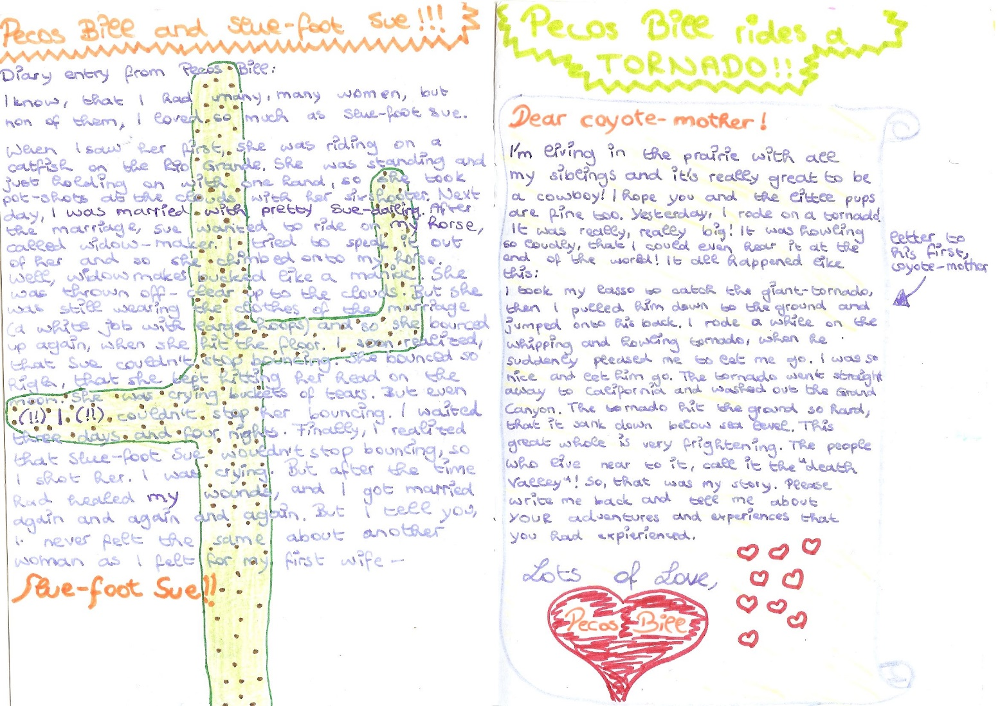 Pecos Bill and Slue-foot Sue!!!
Diary entry from Pecos Bill:
I know, that I had many, many women, but
non of them, I loved so much as Slue-foot Sue.
When I saw her first, she was riding on a
catfish on the Rio Grande. She was standing and
just holding on with one hand, so she took
pot-shots at the clouds with her sixshooter. Next
day, I was married with pretty Sue-darling. After
the marriage, Sue wanted to ride on my horse,
called widow-maker. I tried to speak it out
of her and so she climbed onto my horse.
Well, widowmaker bucked like a maniac. She
was thrown off- clear up to the clouds. But she
was still wearing the clothes of the marriage
(a white job with large hoops) and so she bounced
up again, when she hit the floor. I soon realized,
that Sue couldn't stop bouncing. She bounced so
high, that she kept hitting her head on the
moon. She was crying buckets of tears. But even
(!!) I (!!) couldn't stop her bouncing. I waited
three days and four nights. Finally, I realized
that Slue-foot Sue wouldn't stop bouncing, so
I shot her. I was crying. But after the time
had healed my wounds, and I got married
again and again and again. But I tell you,
I never felt the same about another
woman as I felt for my first wife-
Slue-foot Sue!!
Pecos Bill rides a
TORNADO!!
Dear coyote-mother!
I'm living in the prairie with all
my siblings and it's really great to be
a cowboy! I hope you and the little pups
are fine too. Yesterday, I rode on a tornado!
It was really, really big! It was howling
so loudly, that I could even hear it at the
end of the world! It all happened like
this:
I took my lasso to catch the giant-tornado,
then I pulled him down to the ground and
jumped onto his back. I rode a while on the
whipping and howling tornado, when he
suddenly pleased me to let me go. I was so
nice and let him go. The tornado went straight
away to California and washed out the Grand
Canyon. The tornado hit the ground so hard,
that it sank down below sea level. This
great whole is very frightening. The people
who live near to it, call it the "death
Valley"! So, that was my story. Please
write me back and tell me about
your adventures and experiences that
you had expierienced.
Lots of Love,
Pecos Bill
letter to
his first,
coyote-mother